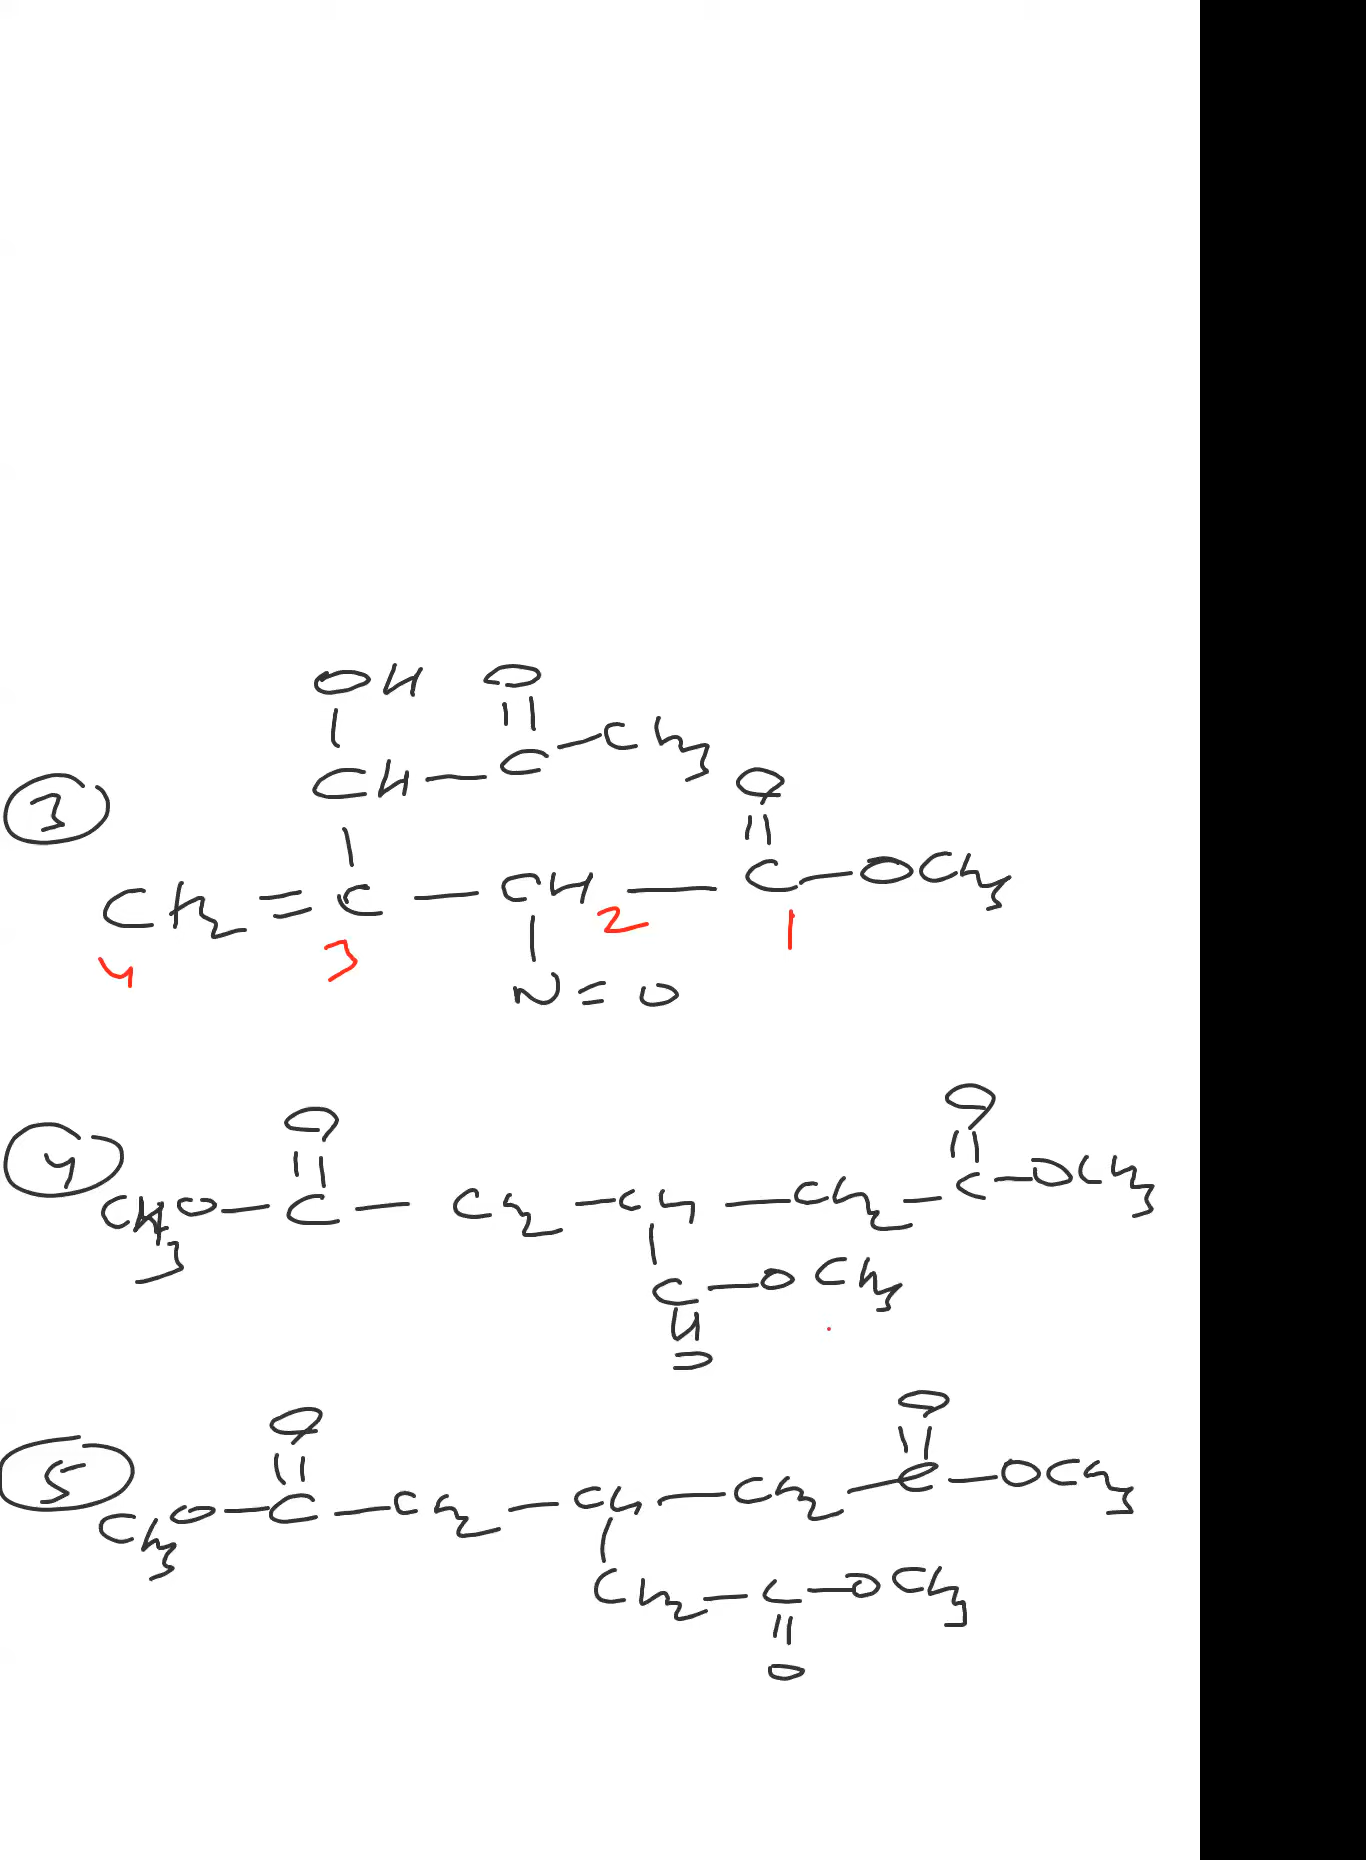 OH O
|     ||
CH — C — CH3
③ | O
||
CH2 = C — CH — C — OCH3
4 3 | 2 1
N = O
④ O O
|| ||
CH3O — C — CH2 — CH — CH2 — C — OCH3
|
C — OCH3
||
O
⑤ O O
|| ||
CH3O — C — CH2 — CH — CH2 — C — OCH3
|
CH2 — C — OCH3
||
O